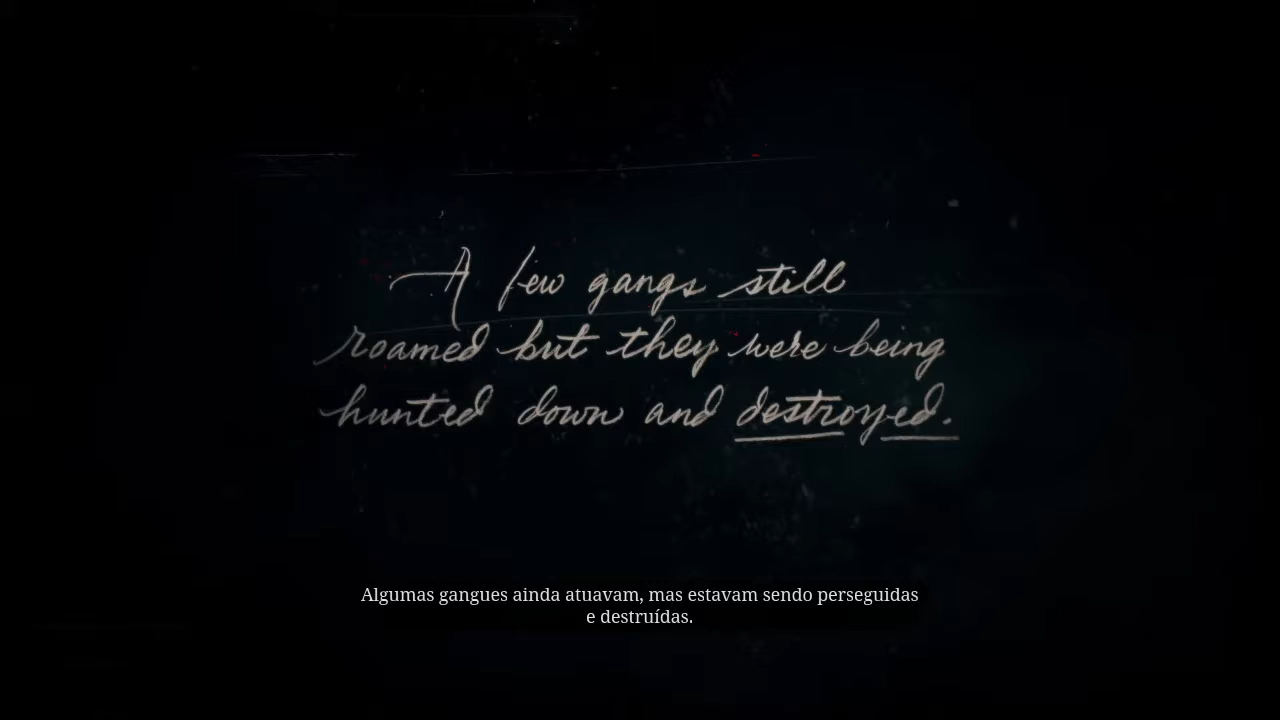 A few gangs still
roamed but they were being
hunted down and destroyed.
Algumas gangues ainda atuavam, mas estavam sendo perseguidas
e destruídas.